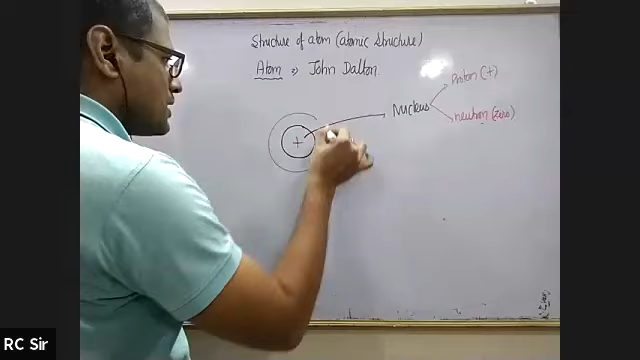 Structure of atom (atomic structure)
Atom ⇒ John Dalton
Nucleus
Proton (+)
neutron (zero)
+
RC Sir